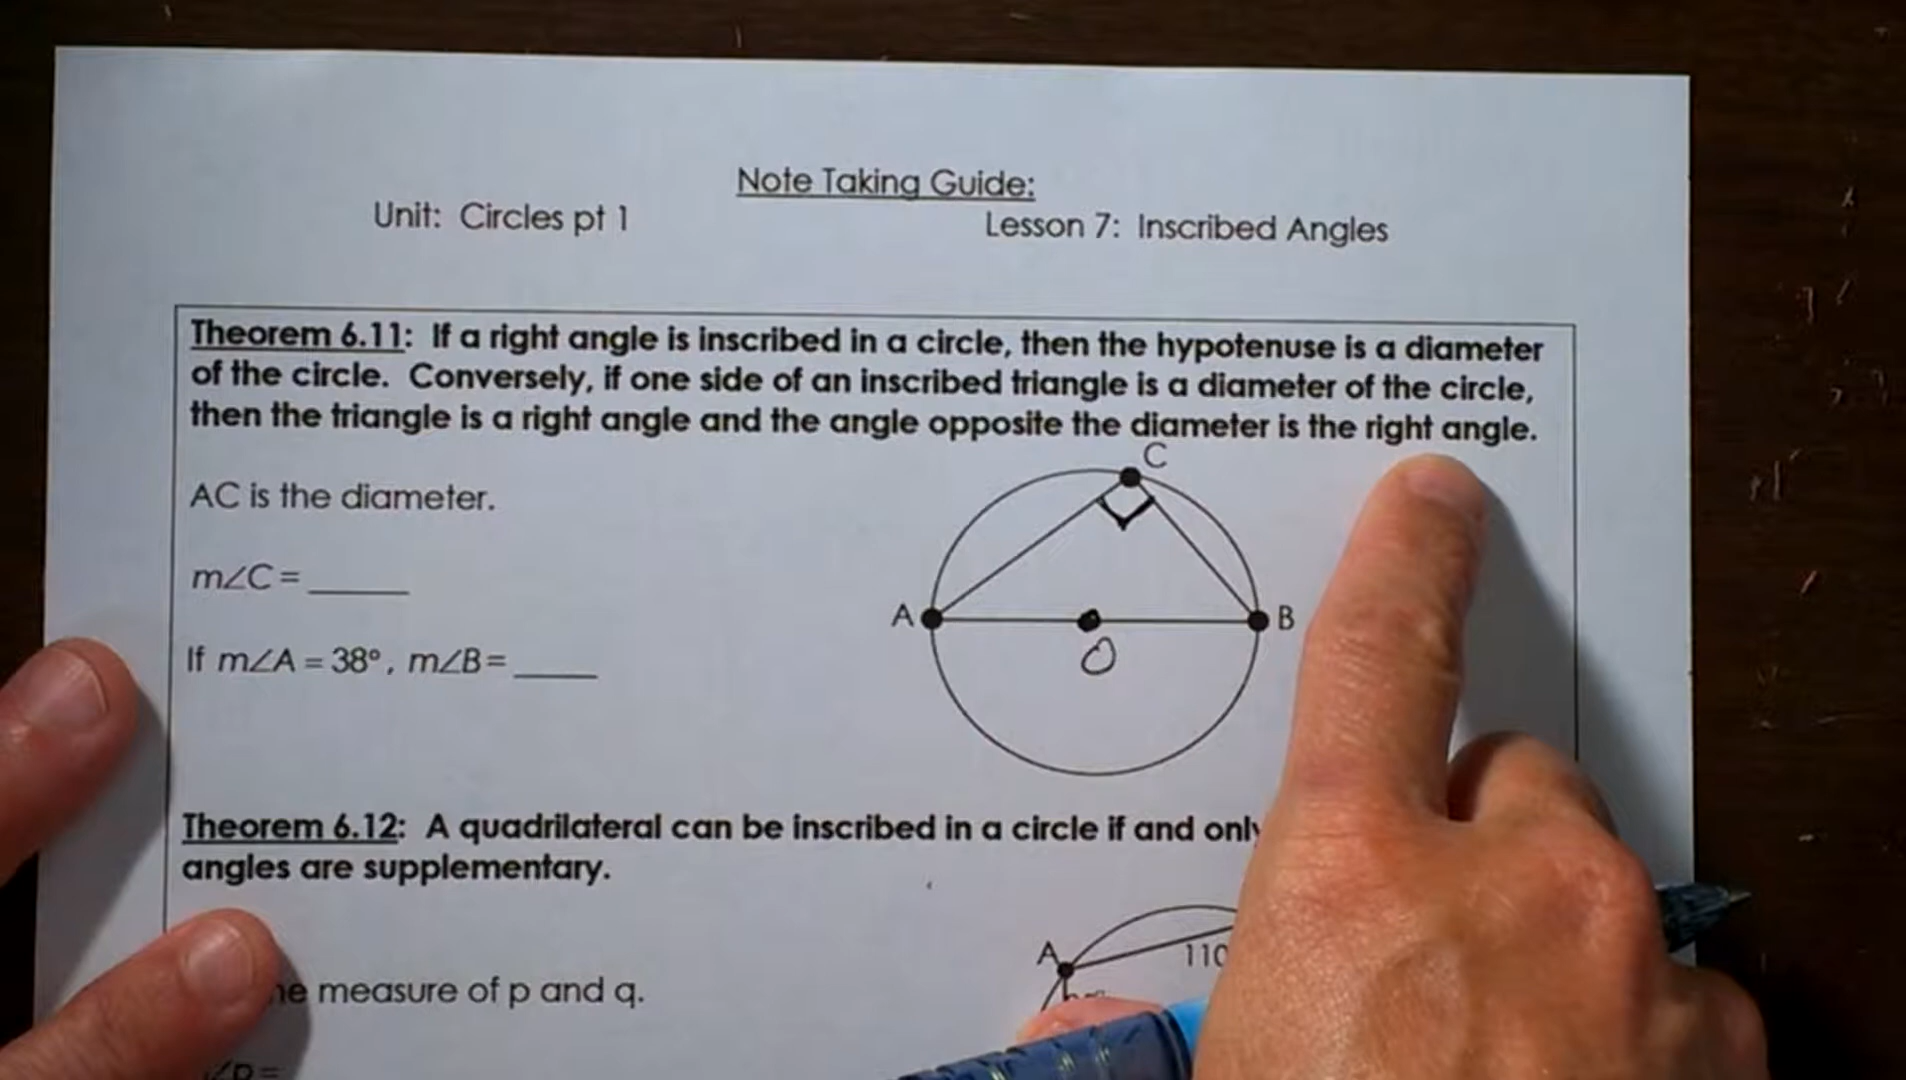 Note Taking Guide:
Unit: Circles pt 1
Lesson 7: Inscribed Angles
Theorem 6.11: If a right angle is inscribed in a circle, then the hypotenuse is a diameter
of the circle. Conversely, if one side of an inscribed triangle is a diameter of the circle,
then the triangle is a right angle and the angle opposite the diameter is the right angle.
C
AC is the diameter.
m∠C = _____
A
B
O
If m∠A = 38°, m∠B= _____
Theorem 6.12: A quadrilateral can be inscribed in a circle if and only
angles are supplementary.
A
110
measure of p and q.